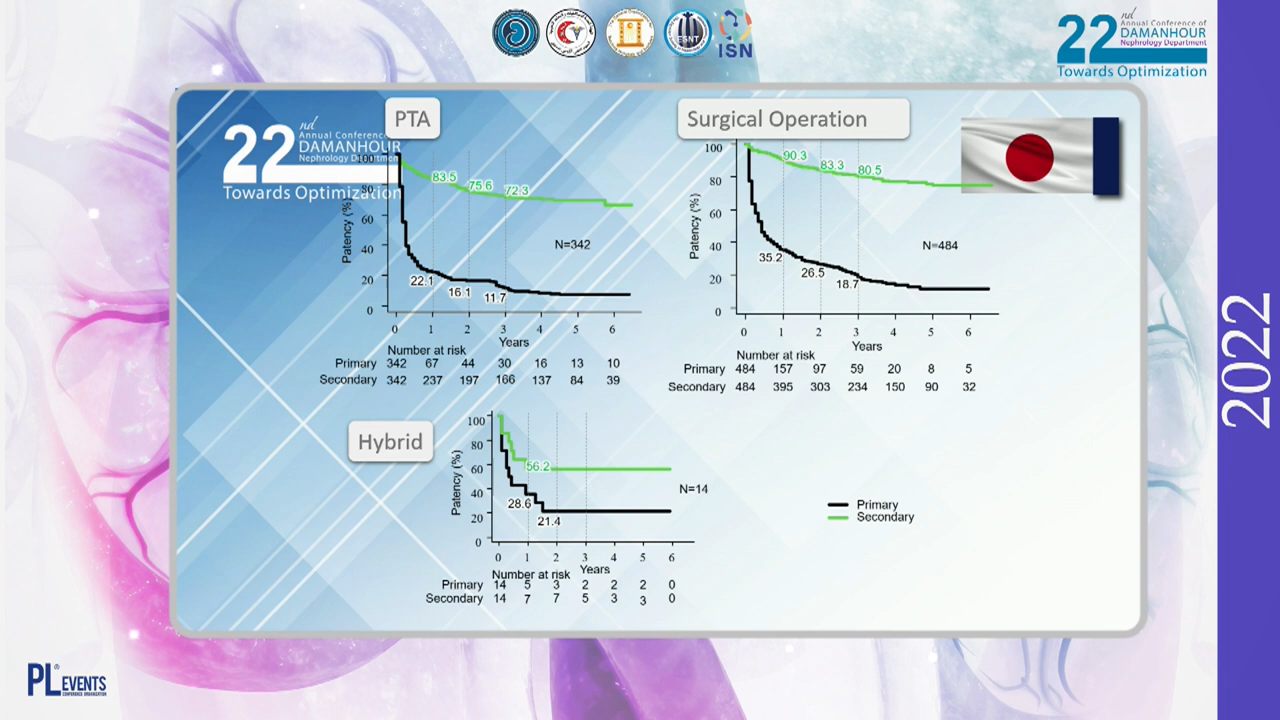 ESNT
ISN
22nd
Annual Conference of
DAMANHOUR
Nephrology Department
Towards Optimization
22nd
Annual Conference
DAMANHOUR
Nephrology Departmen
Towards Optimization
PTA
Patency (%)
100
80
60
40
20
0
83.5
75.6
72.3
N=342
22.1
16.1
11.7
0 1 2 3 4 5 6
Years
Number at risk
Primary 342 67 44 30 16 13 10
Secondary 342 237 197 166 137 84 39
Surgical Operation
Patency (%)
100
80
60
40
20
0
90.3
83.3
80.5
N=484
35.2
26.5
18.7
0 1 2 3 4 5 6
Years
Number at risk
Primary 484 157 97 59 20 8 5
Secondary 484 395 303 234 150 90 32
Hybrid
Patency (%)
100
80
60
40
20
0
56.2
N=14
28.6
21.4
0 1 2 3 4 5 6
Years
Number at risk
Primary 14 5 3 2 2 2 0
Secondary 14 7 7 5 3 3 0
Primary
Secondary
2022
PL® EVENTS
CONFERENCE ORGANIZATION